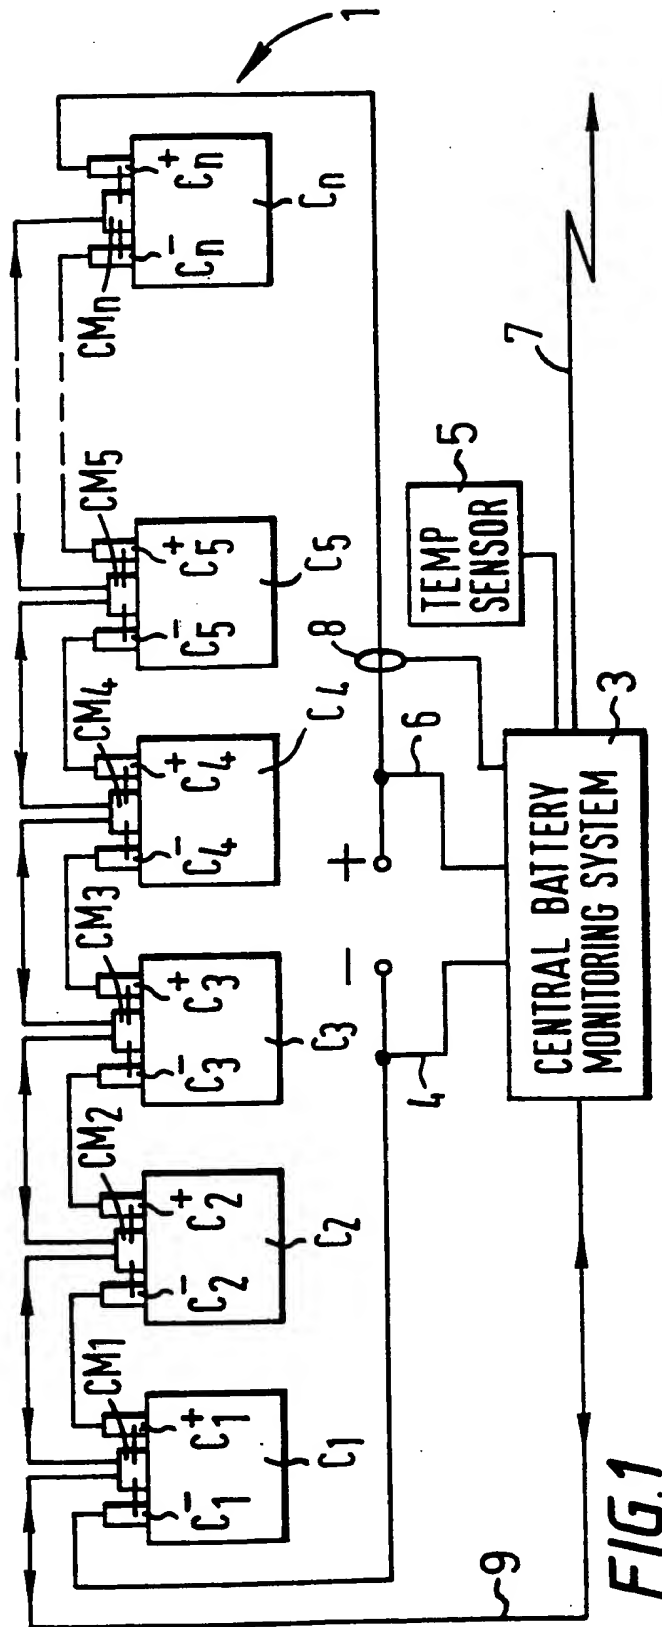 1
CM1
CM2
CM3
CM4
CM5
CMn
C1-
C1+
C2-
C2+
C3-
C3+
C4-
C4+
C5-
C5+
Cn-
Cn+
C1
C2
C3
C4
C5
Cn
-
+
8
4
6
TEMP
SENSOR
5
7
CENTRAL BATTERY
MONITORING SYSTEM
3
9
FIG.1